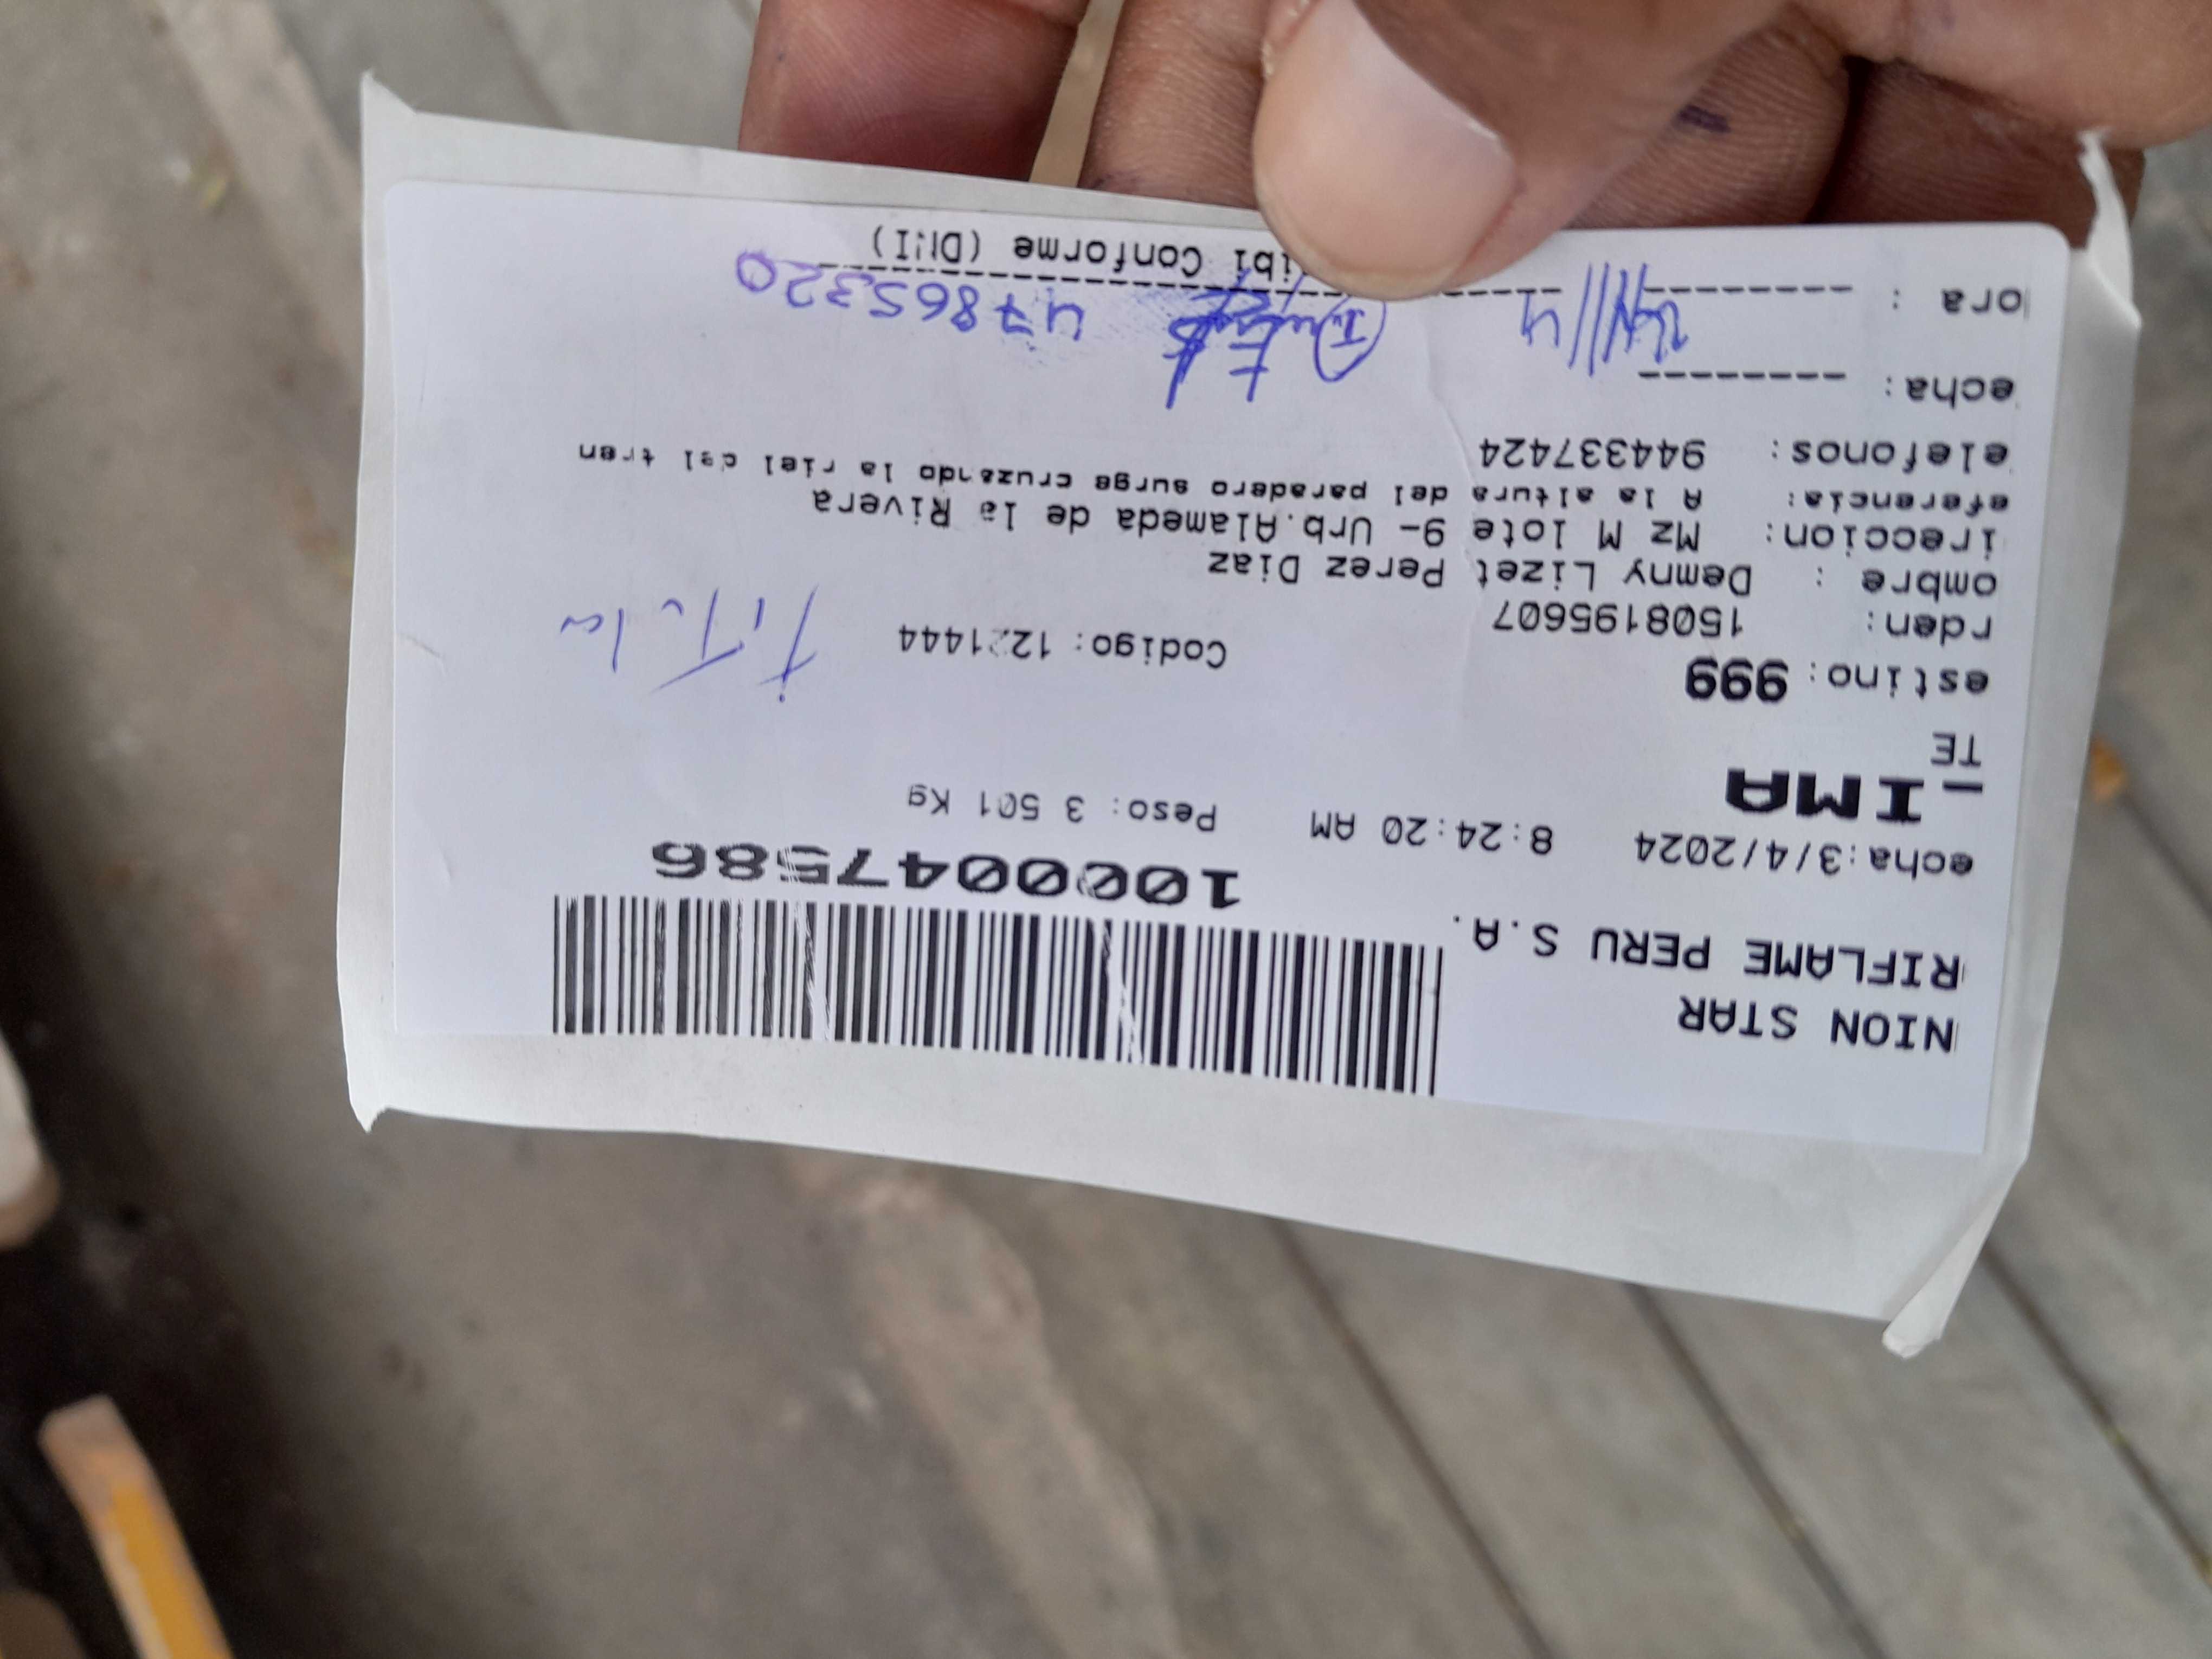 NION STAR
RIFLAME PERU S.A.
1000047586
echa:3/4/2024 8:24:20 AM Peso: 3 501 Kg
IMA
TE
estino: 999 Codigo: 1221444
rden: 1508195607
Titular
ombre : Demny Lizet Perez Diaz
ireccion: Mz M lote 9- Urb.Alameda de la Rivera
eferencia: A la altura del paradero surge cruzando la riel del tren
elefonos: 944337424
echa: --------
47865320
ora : --------
ibi Conforme (DNI)